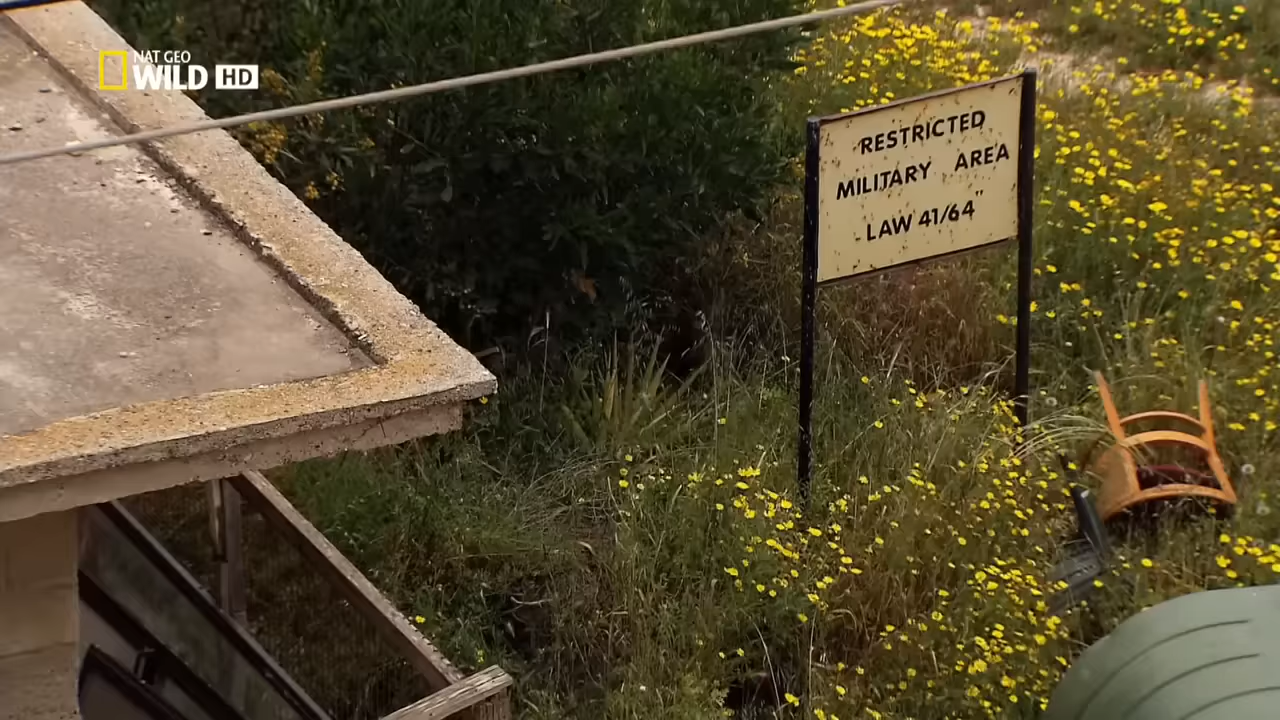 NAT GEO
WILD HD
RESTRICTED
MILITARY AREA
LAW 41/64"